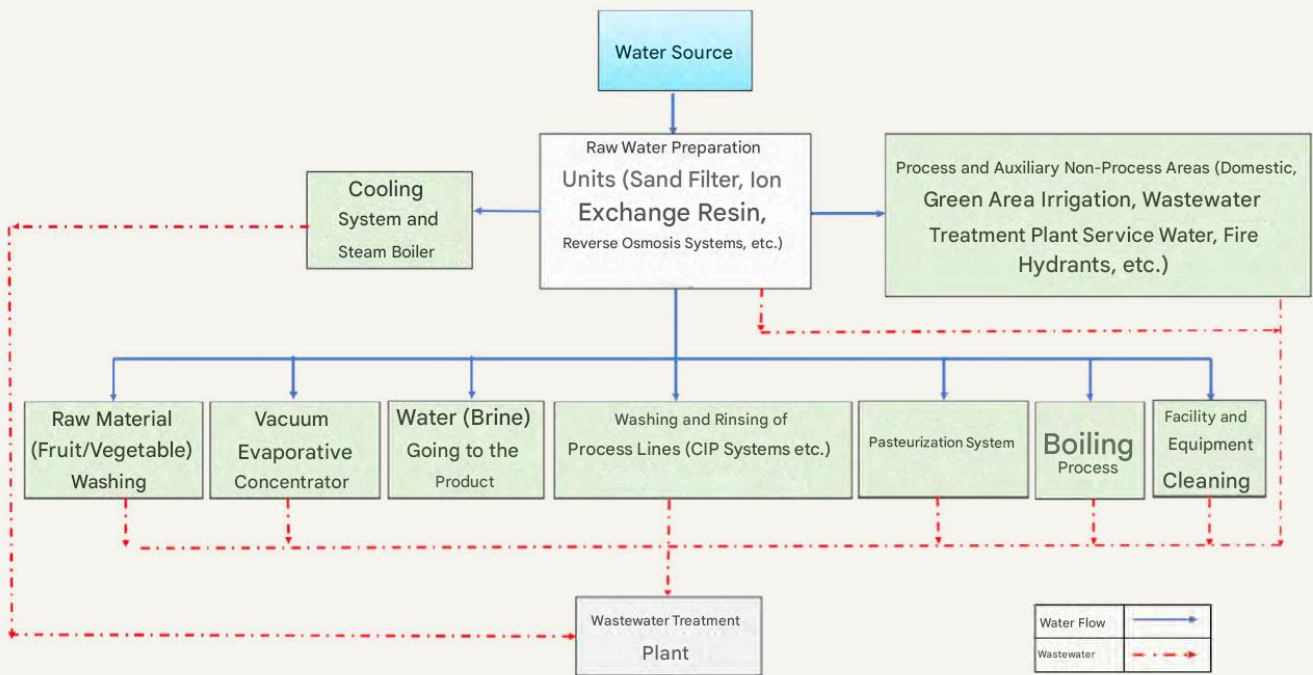 Water Source
Raw Water Preparation
Units (Sand Filter, Ion
Exchange Resin,
Reverse Osmosis Systems, etc.)
Cooling
System and
Steam Boiler
Process and Auxiliary Non-Process Areas (Domestic,
Green Area Irrigation, Wastewater
Treatment Plant Service Water, Fire
Hydrants, etc.)
Raw Material
(Fruit/Vegetable)
Washing
Vacuum
Evaporative
Concentrator
Water (Brine)
Going to the
Product
Washing and Rinsing of
Process Lines (CIP Systems etc.)
Pasteurization System
Boiling
Process
Facility and
Equipment
Cleaning
Wastewater Treatment
Plant
Water Flow
Wastewater